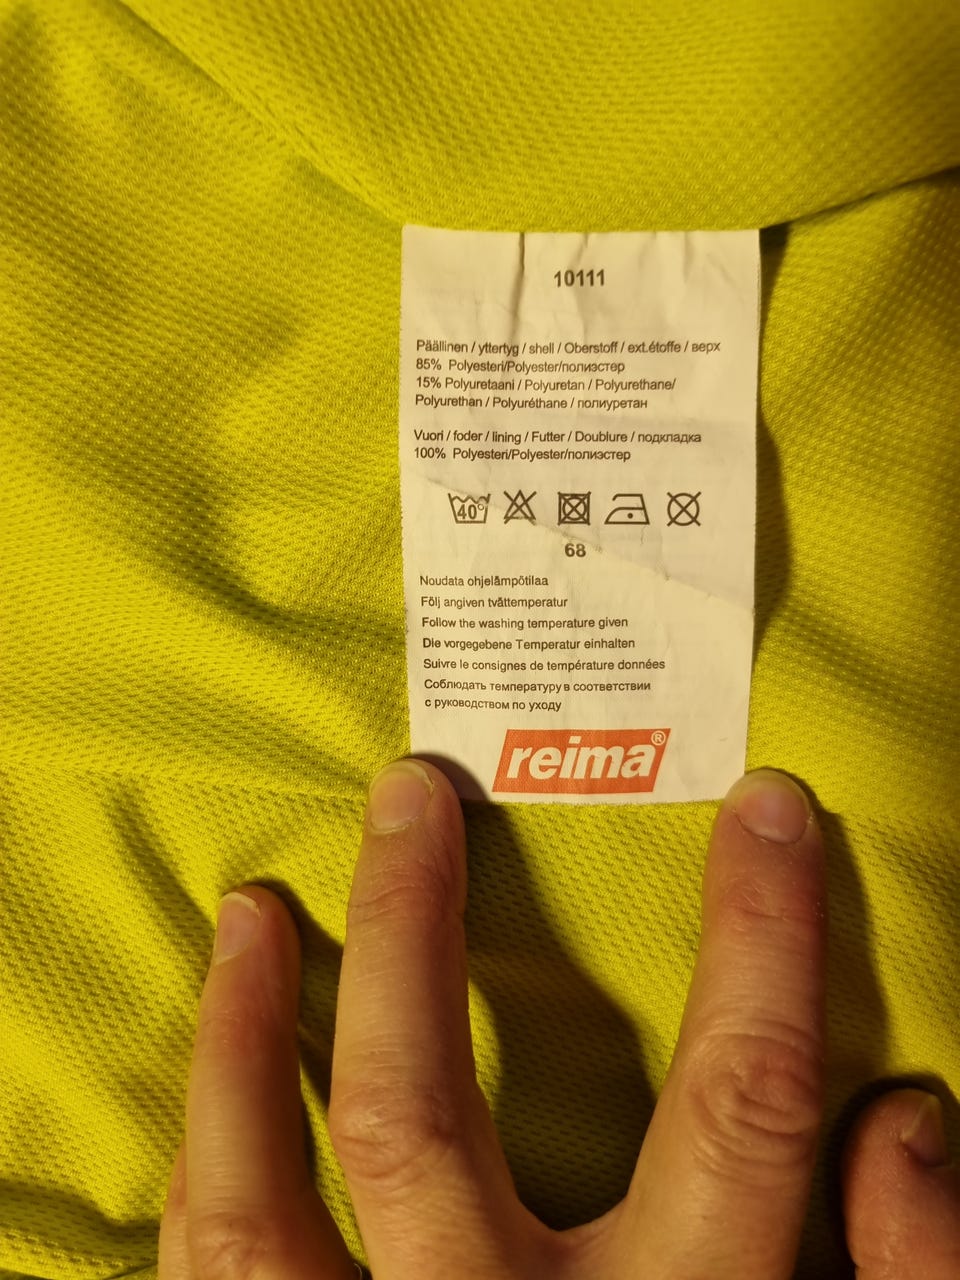 10111
Päällinen / yttertyg / shell / Oberstoff / ext.étoffe / верх
85% Polyesteri/Polyester/полиэстер
15% Polyuretaani / Polyuretan / Polyurethane/
Polyurethan / Polyuréthane / полиуретан
Vuori / foder / lining / Futter / Doublure / подкладка
100% Polyesteri/Polyester/полиэстер
40°
68
Noudata ohjelämpötilaa
Följ angiven tvättemperatur
Follow the washing temperature given
Die vorgegebene Temperatur einhalten
Suivre le consignes de température données
Соблюдать температуру в соответствии
с руководством по уходу
reima®